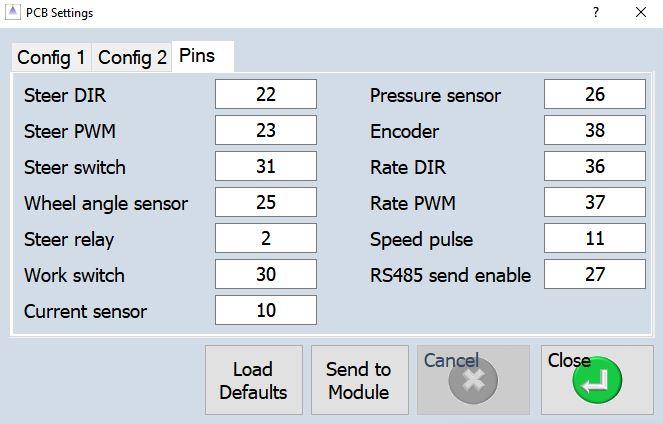 PCB Settings
Config 1 Config 2 Pins
Steer DIR 22 Pressure sensor 26
Steer PWM 23 Encoder 38
Steer switch 31 Rate DIR 36
Wheel angle sensor 25 Rate PWM 37
Steer relay 2 Speed pulse 11
Work switch 30 RS485 send enable 27
Current sensor 10
Load Defaults Send to Module Cancel Close